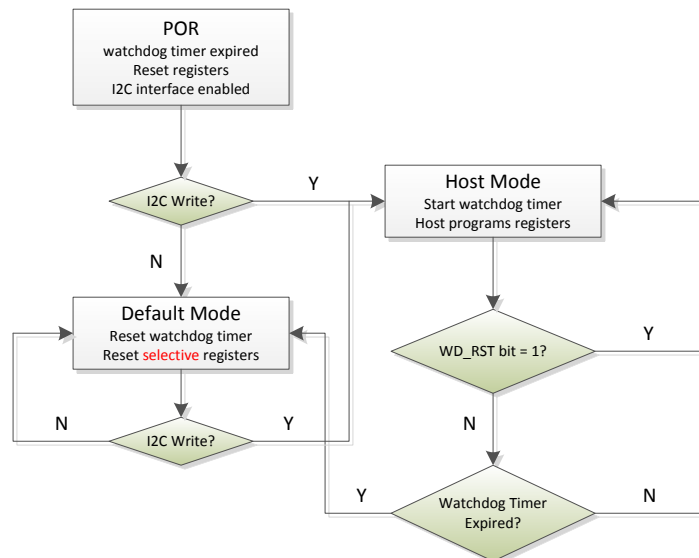 POR
watchdog timer expired
Reset registers
I2C interface enabled
I2C Write?
Y
Host Mode
Start watchdog timer
Host programs registers
N
Default Mode
Reset watchdog timer
Reset selective registers
WD_RST bit = 1?
Y
N
I2C Write?
Y
N
Y
Watchdog Timer
Expired?
N